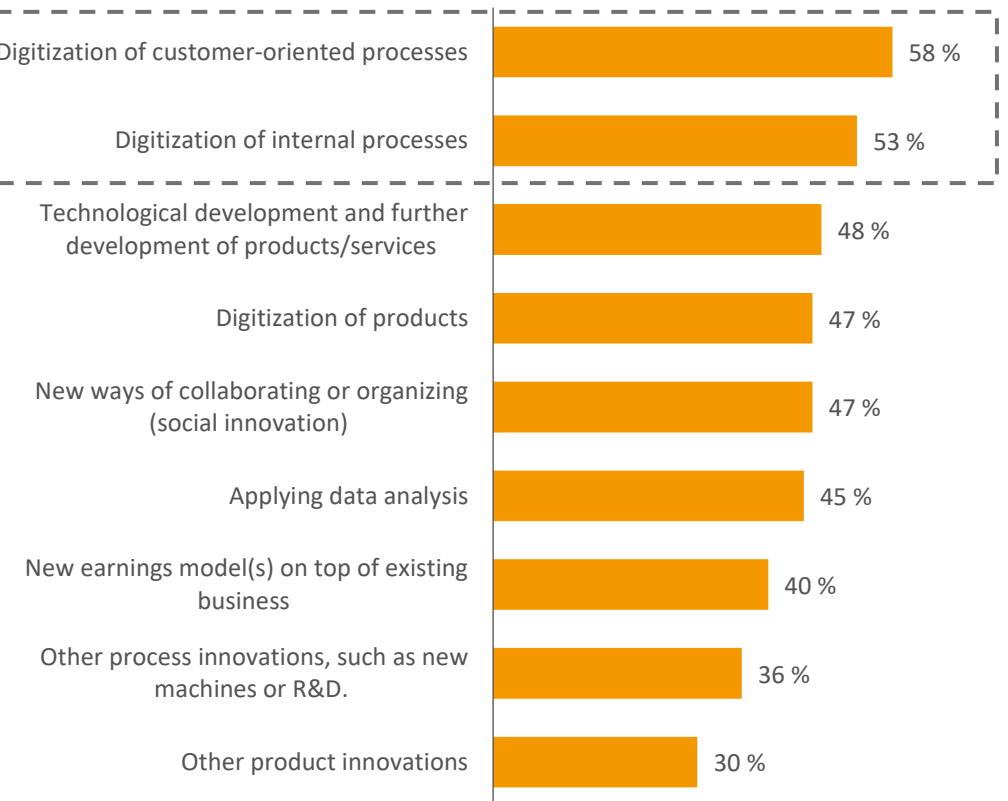 Digitization of customer-oriented processes
58 %
Digitization of internal processes
53 %
Technological development and further
development of products/services
48 %
Digitization of products
47 %
New ways of collaborating or organizing
(social innovation)
47 %
Applying data analysis
45 %
New earnings model(s) on top of existing
business
40 %
Other process innovations, such as new
machines or R&D.
36 %
Other product innovations
30 %